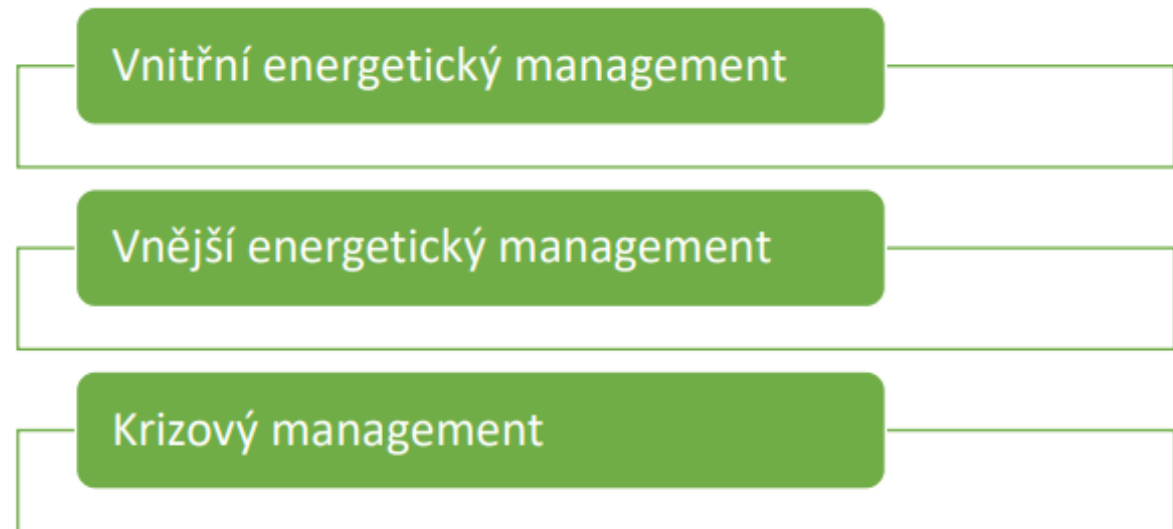 Vnitřní energetický management
Vnější energetický management
Krizový management